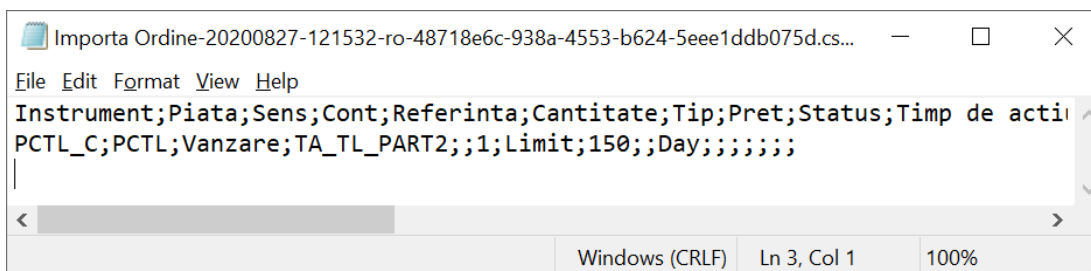 Importa Ordine-20200827-121532-ro-48718e6c-938a-4553-b624-5eee1ddb075d.cs...
File Edit Format View Help
Instrument;Piata;Sens;Cont;Referinta;Cantitate;Tip;Pret;Status;Timp de acti
PCTL_C;PCTL;Vanzare;TA_TL_PART2;;1;Limit;150;;Day;;;;;;;
Windows (CRLF) Ln 3, Col 1 100%